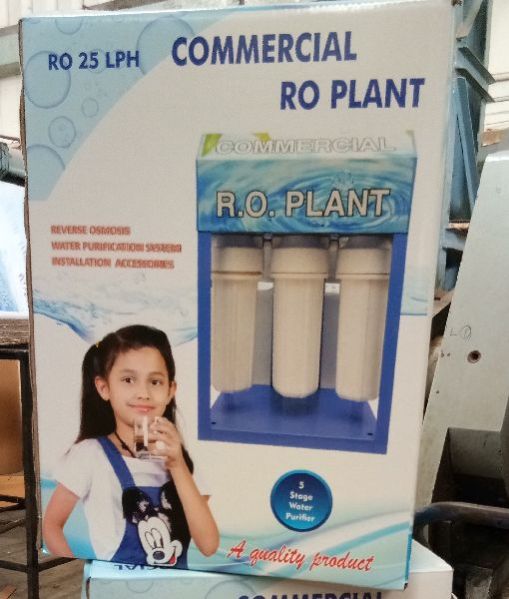 RO 25 LPH
COMMERCIAL
RO PLANT
COMMERCIAL
R.O. PLANT
REVERSE OSMOSIS
WATER PURIFICATION SYSTEM
INSTALLATION ACCESSORIES
5
Stage
Water
Purifier
A quality product
COMMERCIAL